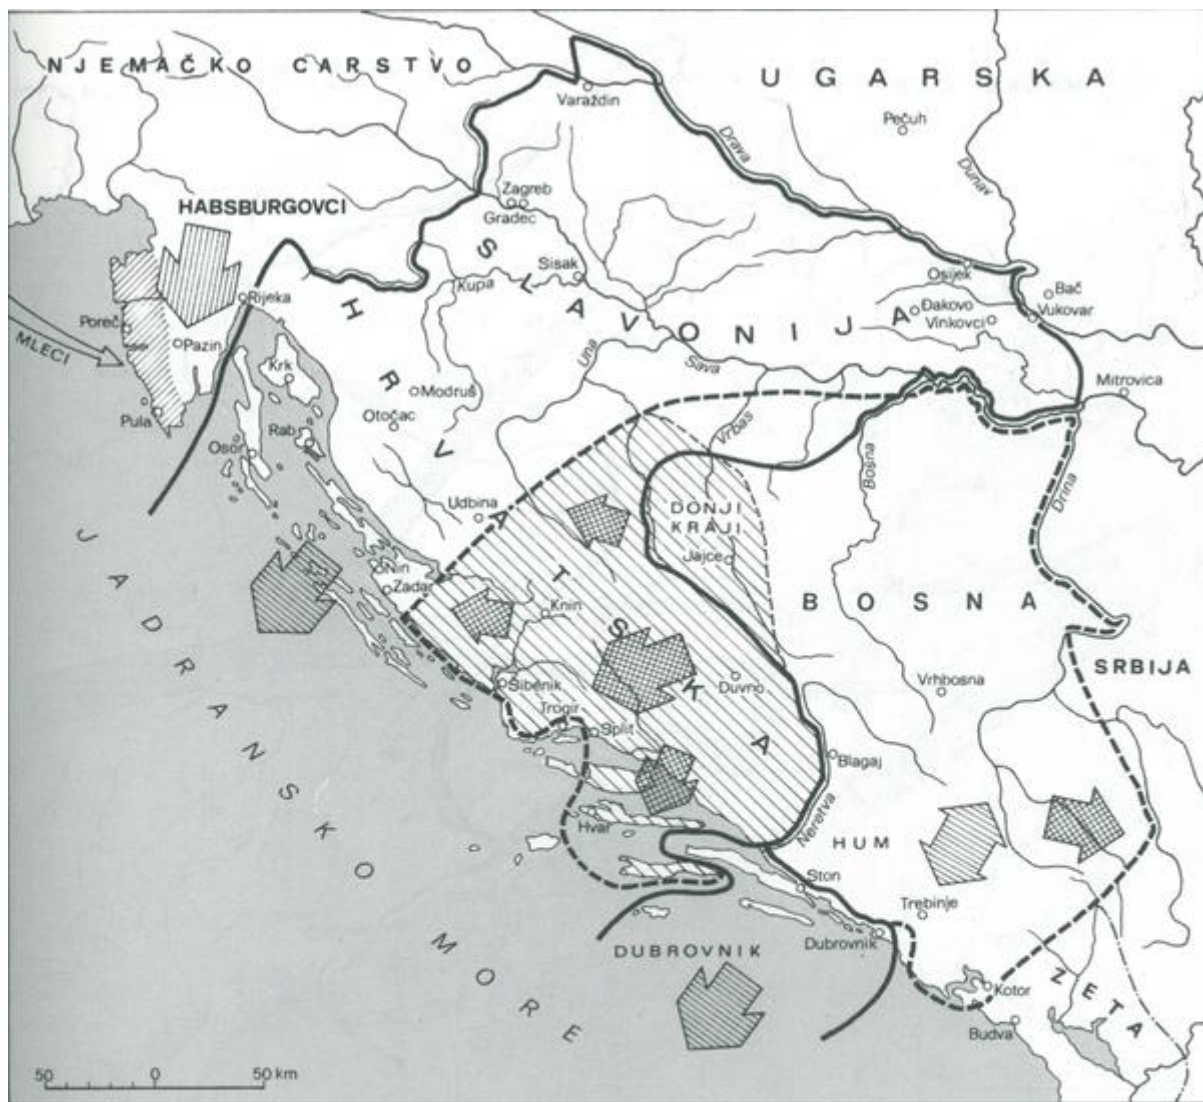 NJEMAČKO CARSTVO
UGARSKA
Varaždin
Pečuh
Drava
Dunav
Zagreb
Gradec
HABSBURGOVCI
SLAVONIJA
Sisak
Kupa
Osijek
Bač
Đakovo
Vukovar
Vinkovci
Rijeka
HRVATSKA
Poreč
MLECI
Pazin
Una
Sava
Krk
Modruš
Mitrovica
Pula
Otočac
Rab
Vrbas
Osor
Bosna
Drina
Udbina
DONJI
KRAJI
Jajce
Nin
Zadar
BOSNA
Knin
SRBIJA
Šibenik
Duvno
Vrhbosna
Trogir
Split
Blagaj
Hvar
Neretva
HUM
Ston
Trebinje
Dubrovnik
DUBROVNIK
JADRANSKO MORE
Kotor
ZETA
Budva
50 0 50 km